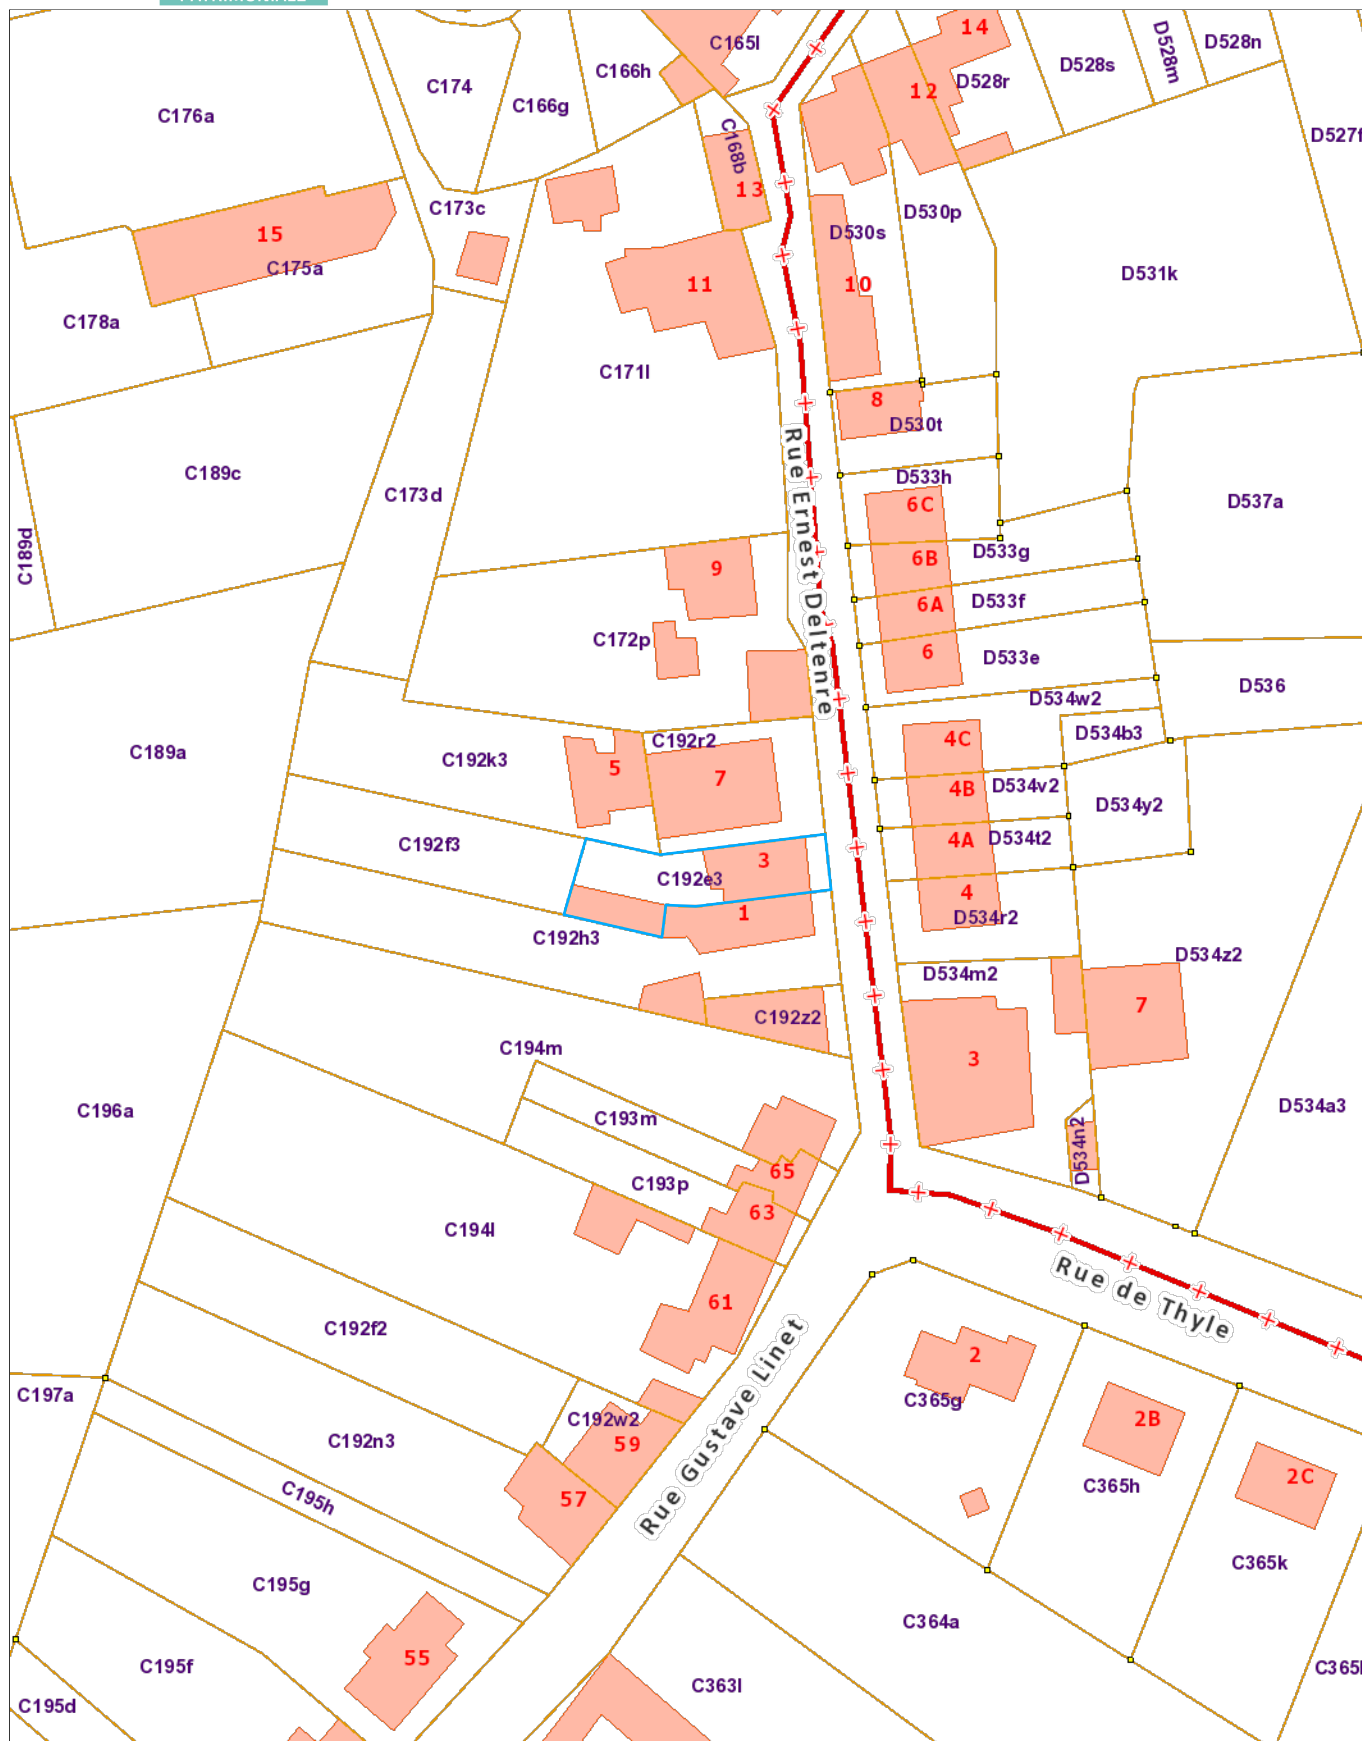 C165l
14
C166h
C174
C166g
D528s
D528m
D528n
D528r
12
C176a
C168b
D527f
13
C173c
D530p
15
D530s
C175a
D531k
11
10
C178a
C171l
8
D530t
C189c
C173d
D533h
6C
D537a
C189d
Rue Ernest Deltenre
9
6B
D533g
6A
D533f
C172p
6
D533e
D536
D534w2
C189a
C192r2
4C
D534b3
C192k3
5
7
4B
D534v2
D534y2
C192f3
4A
D534t2
3
C192e3
4
1
D534r2
C192h3
D534z2
D534m2
C192z2
7
C194m
3
C196a
C193m
D534a3
D534n2
65
C193p
63
C194l
Rue de Thyle
61
C192f2
2
C197a
C365g
C192w2
2B
C192n3
59
Rue Gustave Linet
2C
C195h
57
C365h
C365k
C195g
C364a
55
C195f
C363l
C195d